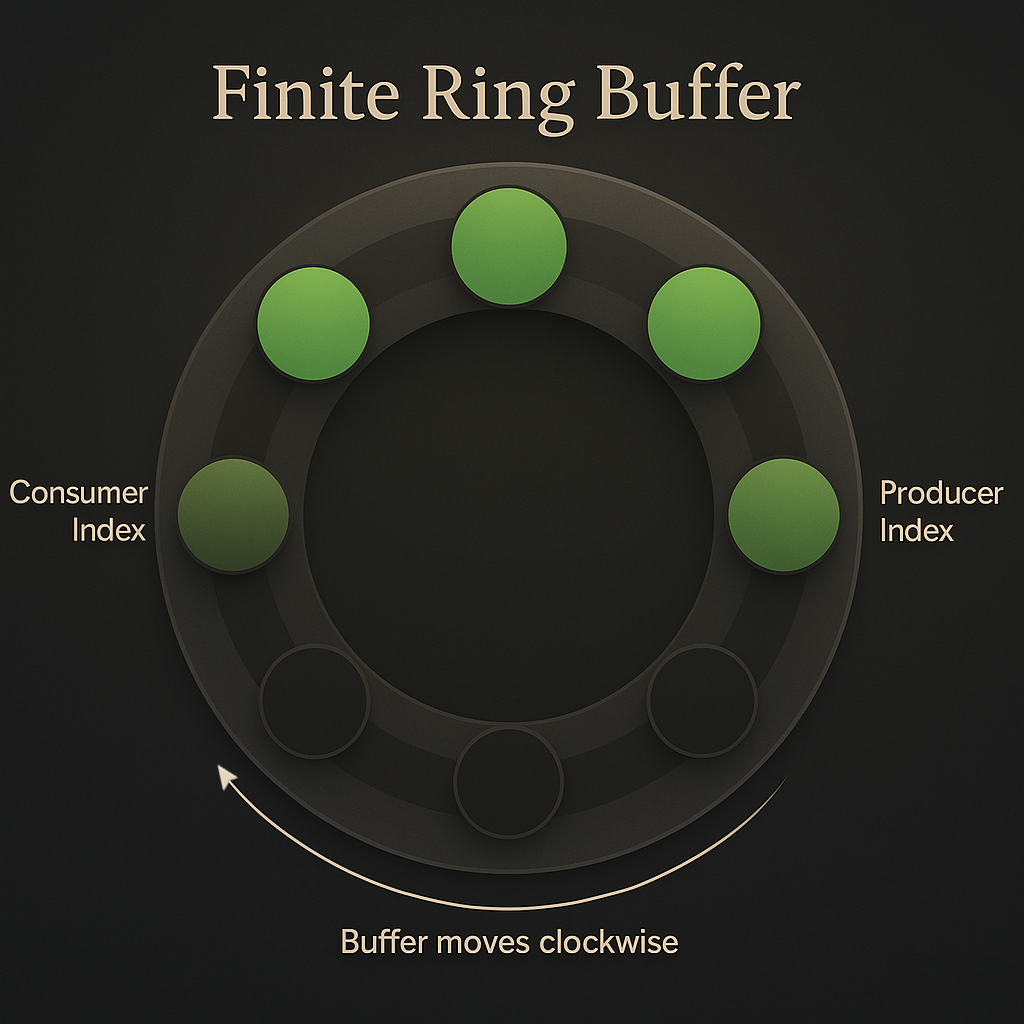 Finite Ring Buffer
Consumer
Index
Producer
Index
Buffer moves clockwise